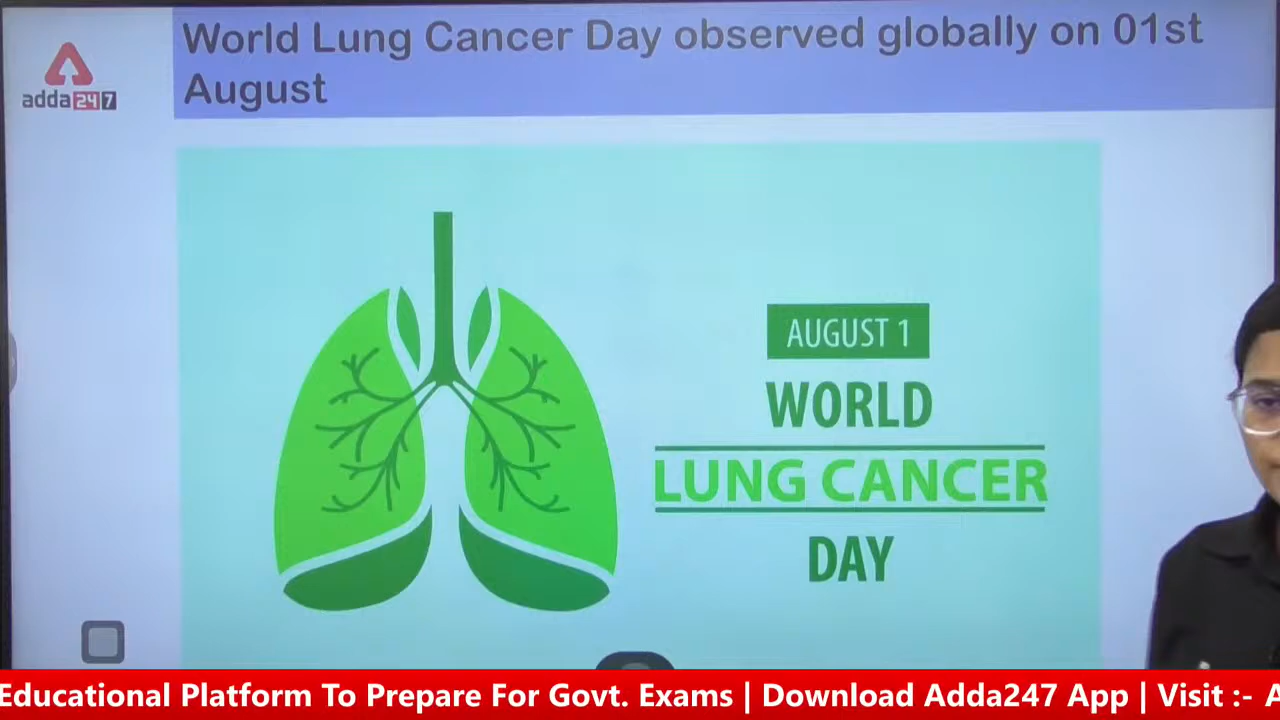 World Lung Cancer Day observed globally on 01st
August
adda247
AUGUST 1
WORLD
LUNG CANCER
DAY
Educational Platform To Prepare For Govt. Exams | Download Adda247 App | Visit :- A